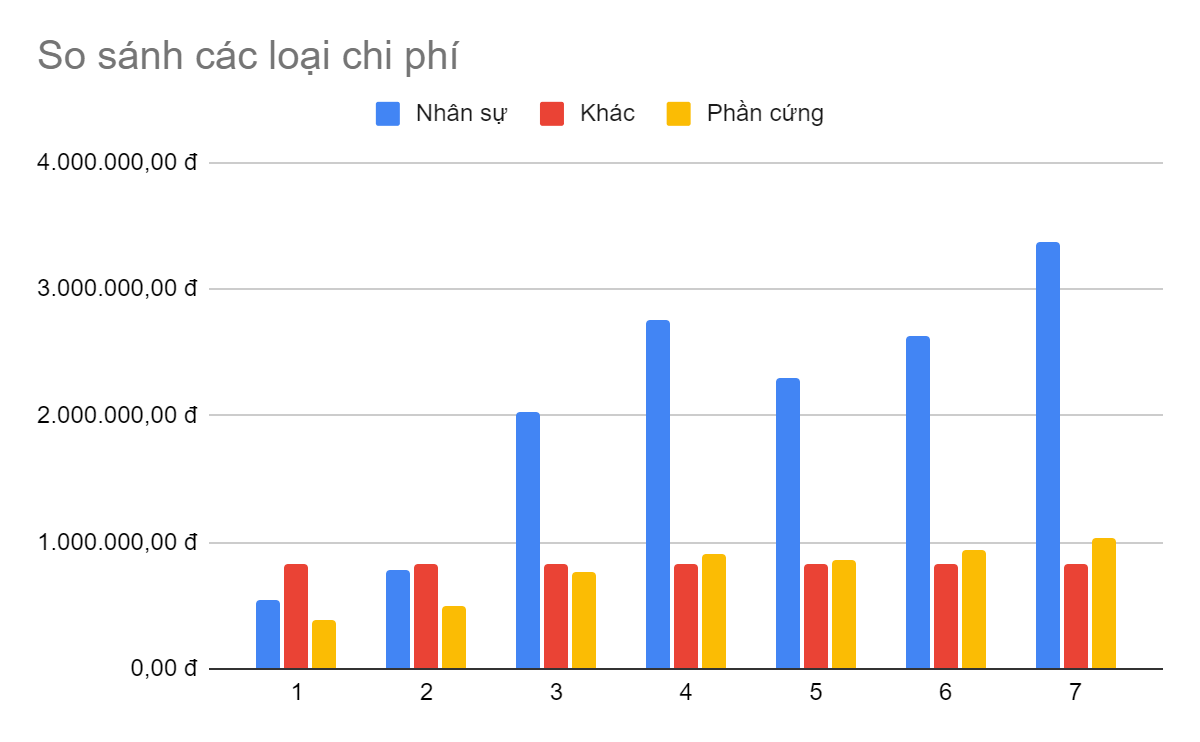 So sánh các loại chi phí
Nhân sự Khác Phần cứng
4.000.000,00 đ
3.000.000,00 đ
2.000.000,00 đ
1.000.000,00 đ
0,00 đ
1 2 3 4 5 6 7